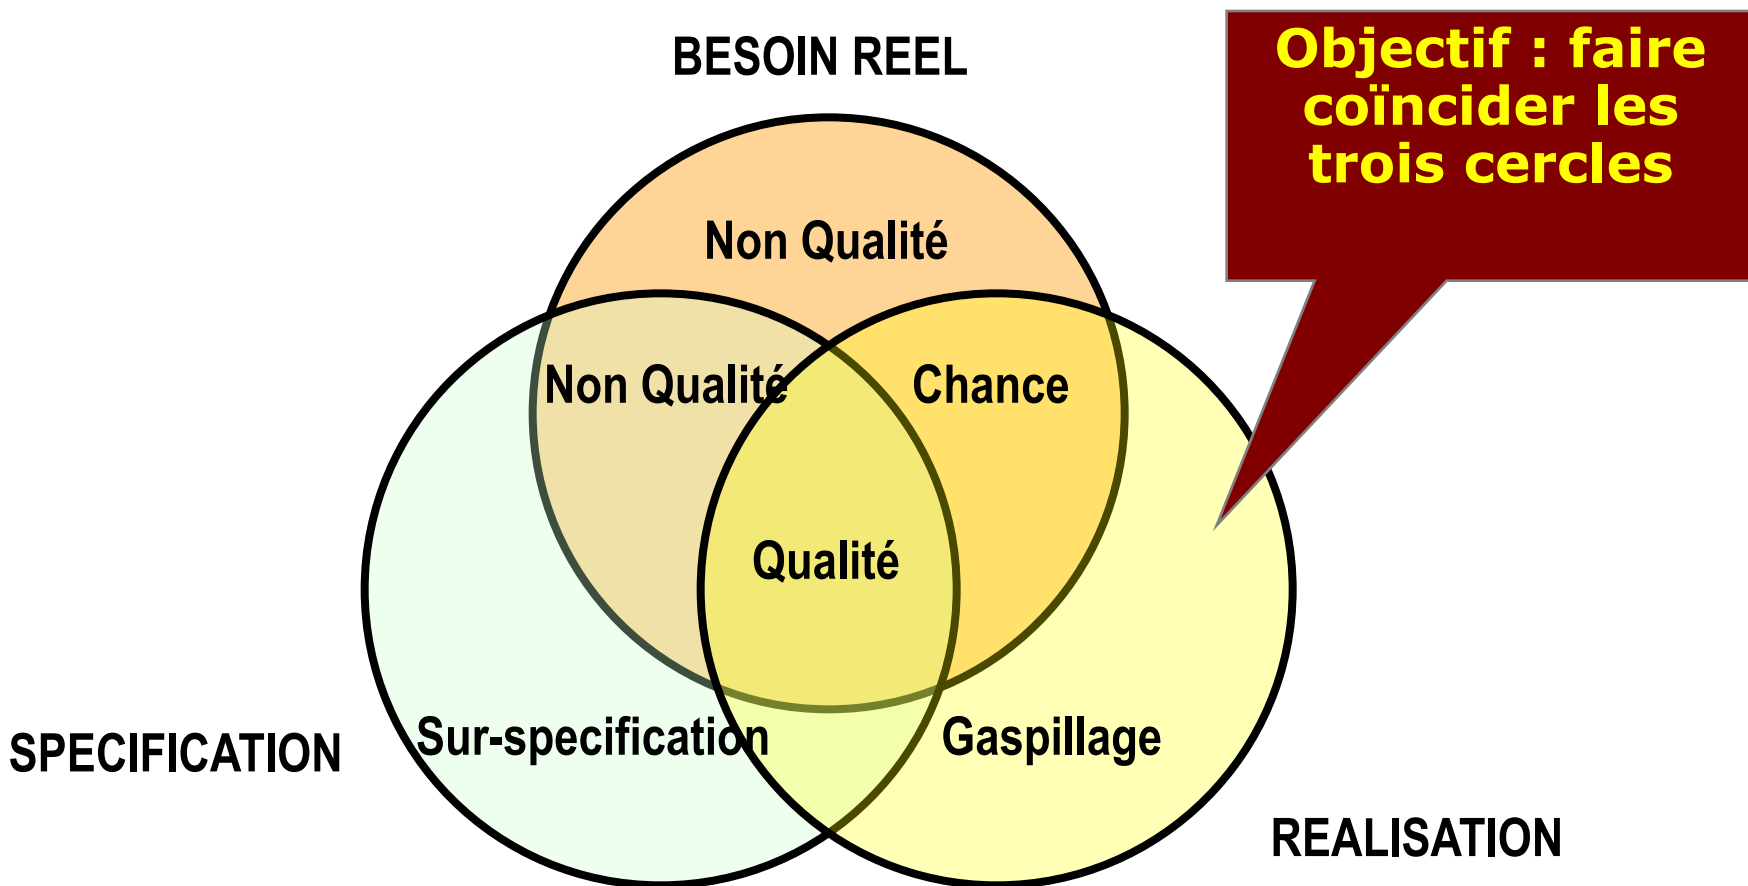 BESOIN REEL
Objectif : faire
coïncider les
trois cercles
Non Qualité
Non Qualité
Chance
Qualité
Sur-specification
Gaspillage
SPECIFICATION
REALISATION